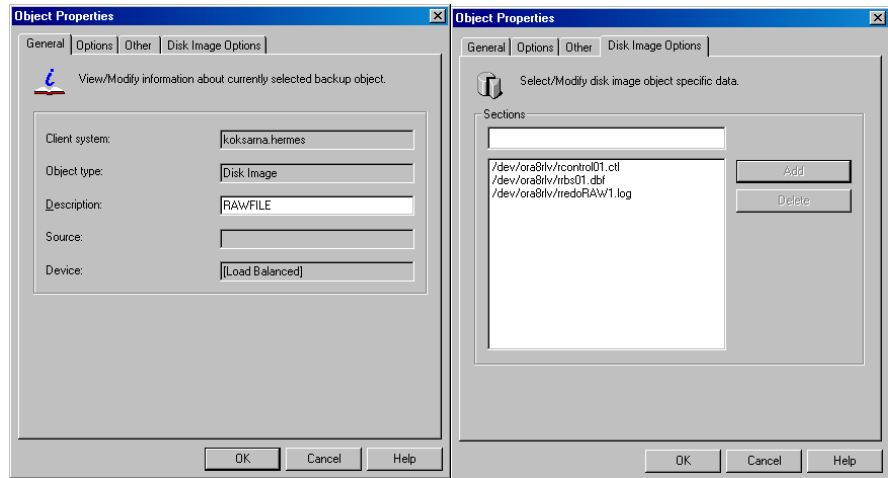 Object Properties
General Options Other Disk Image Options
View/Modify information about currently selected backup object.
Client system: koksarna.hermes
Object type: Disk Image
Description: RAWFILE
Source:
Device: [Load Balanced]
OK Cancel Help
Object Properties
General Options Other Disk Image Options
Select/Modify disk image object specific data.
Sections
/dev/ora8rlv/rcontrol01.ctl
/dev/ora8rlv/rrbs01.dbf
/dev/ora8rlv/rredoRAW1.log
Add
Delete
OK Cancel Help